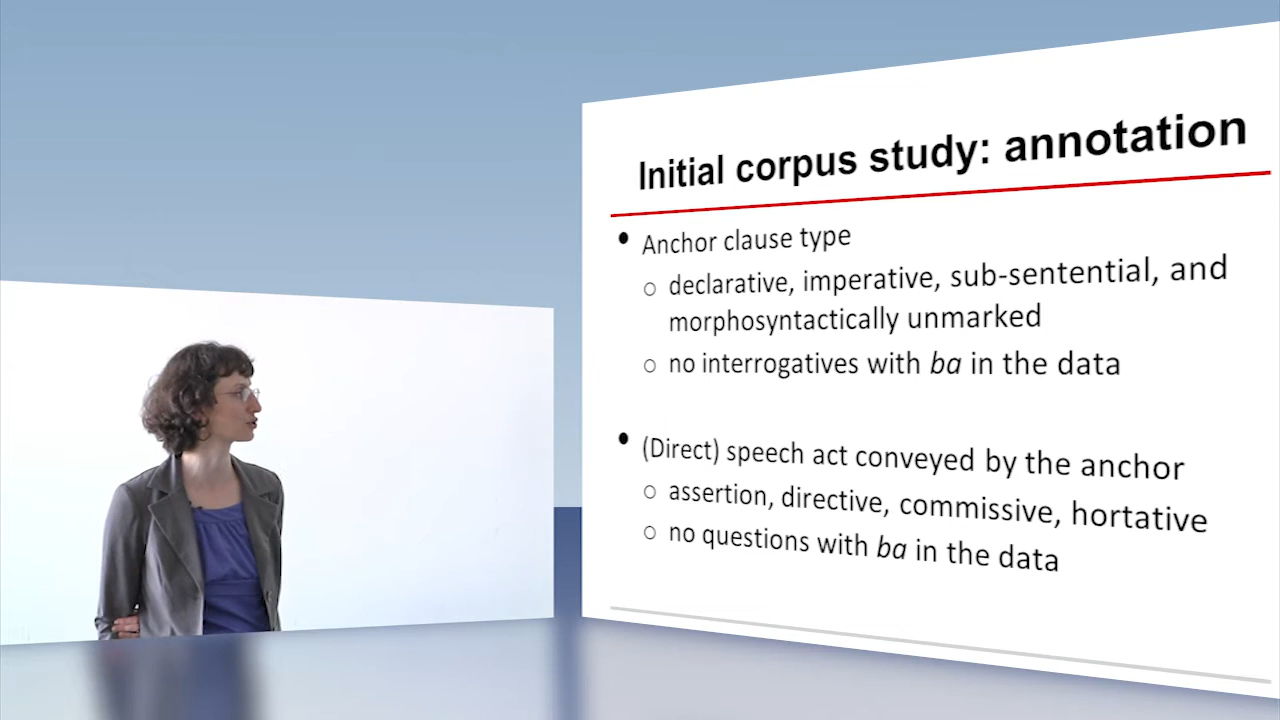 Initial corpus study: annotation
• Anchor clause type
○ declarative, imperative, sub-sentential, and
morphosyntactically unmarked
○ no interrogatives with ba in the data
• (Direct) speech act conveyed by the anchor
○ assertion, directive, commissive, hortative
○ no questions with ba in the data